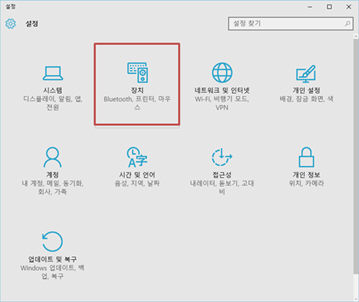 설정
설정
설정 찾기
시스템
디스플레이, 알림, 앱,
전원
장치
Bluetooth, 프린터, 마우
스
네트워크 및 인터넷
Wi-Fi, 비행기 모드,
VPN
개인 설정
배경, 잠금 화면, 색
계정
내 계정, 메일, 동기화,
회사, 가족
시간 및 언어
음성, 지역, 날짜
접근성
내레이터, 돋보기, 고대
비
개인 정보
위치, 카메라
업데이트 및 복구
Windows 업데이트, 백
업, 복구